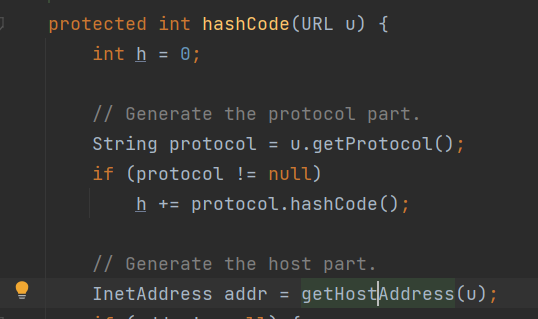 protected int hashCode(URL u) {
int h = 0;
// Generate the protocol part.
String protocol = u.getProtocol();
if (protocol != null)
h += protocol.hashCode();
// Generate the host part.
InetAddress addr = getHostAddress(u);